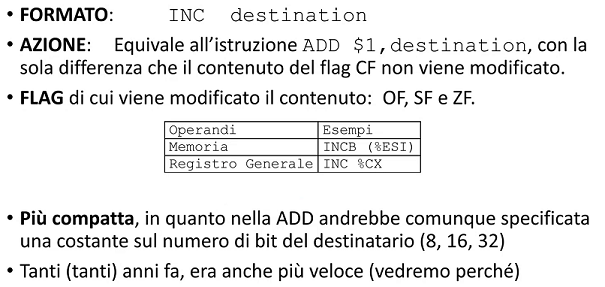 • FORMATO: INC destination
• AZIONE: Equivale all'istruzione ADD $1,destination, con la
sola differenza che il contenuto del flag CF non viene modificato.
• FLAG di cui viene modificato il contenuto: OF, SF e ZF.
Operandi Esempi
Memoria INCB (%ESI)
Registro Generale INC %CX
• Più compatta, in quanto nella ADD andrebbe comunque specificata
una costante sul numero di bit del destinatario (8, 16, 32)
• Tanti (tanti) anni fa, era anche più veloce (vedremo perché)